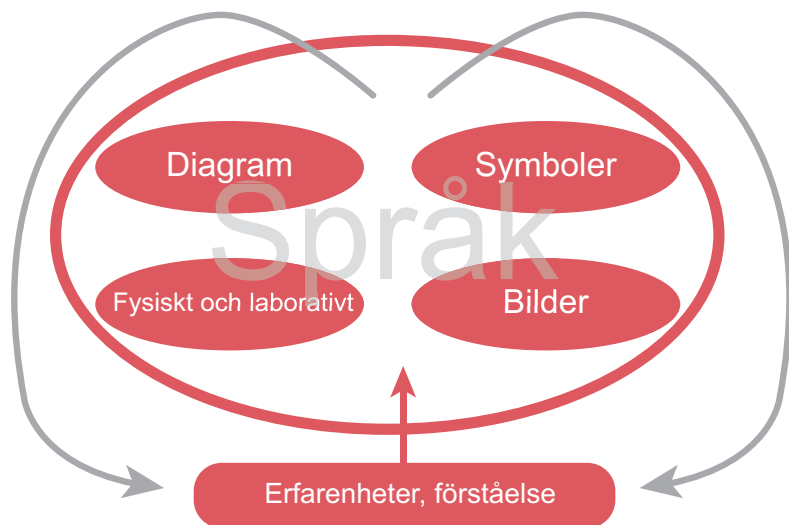 Diagram
Symboler
Språk
Fysiskt och laborativt
Bilder
Erfarenheter, förståelse